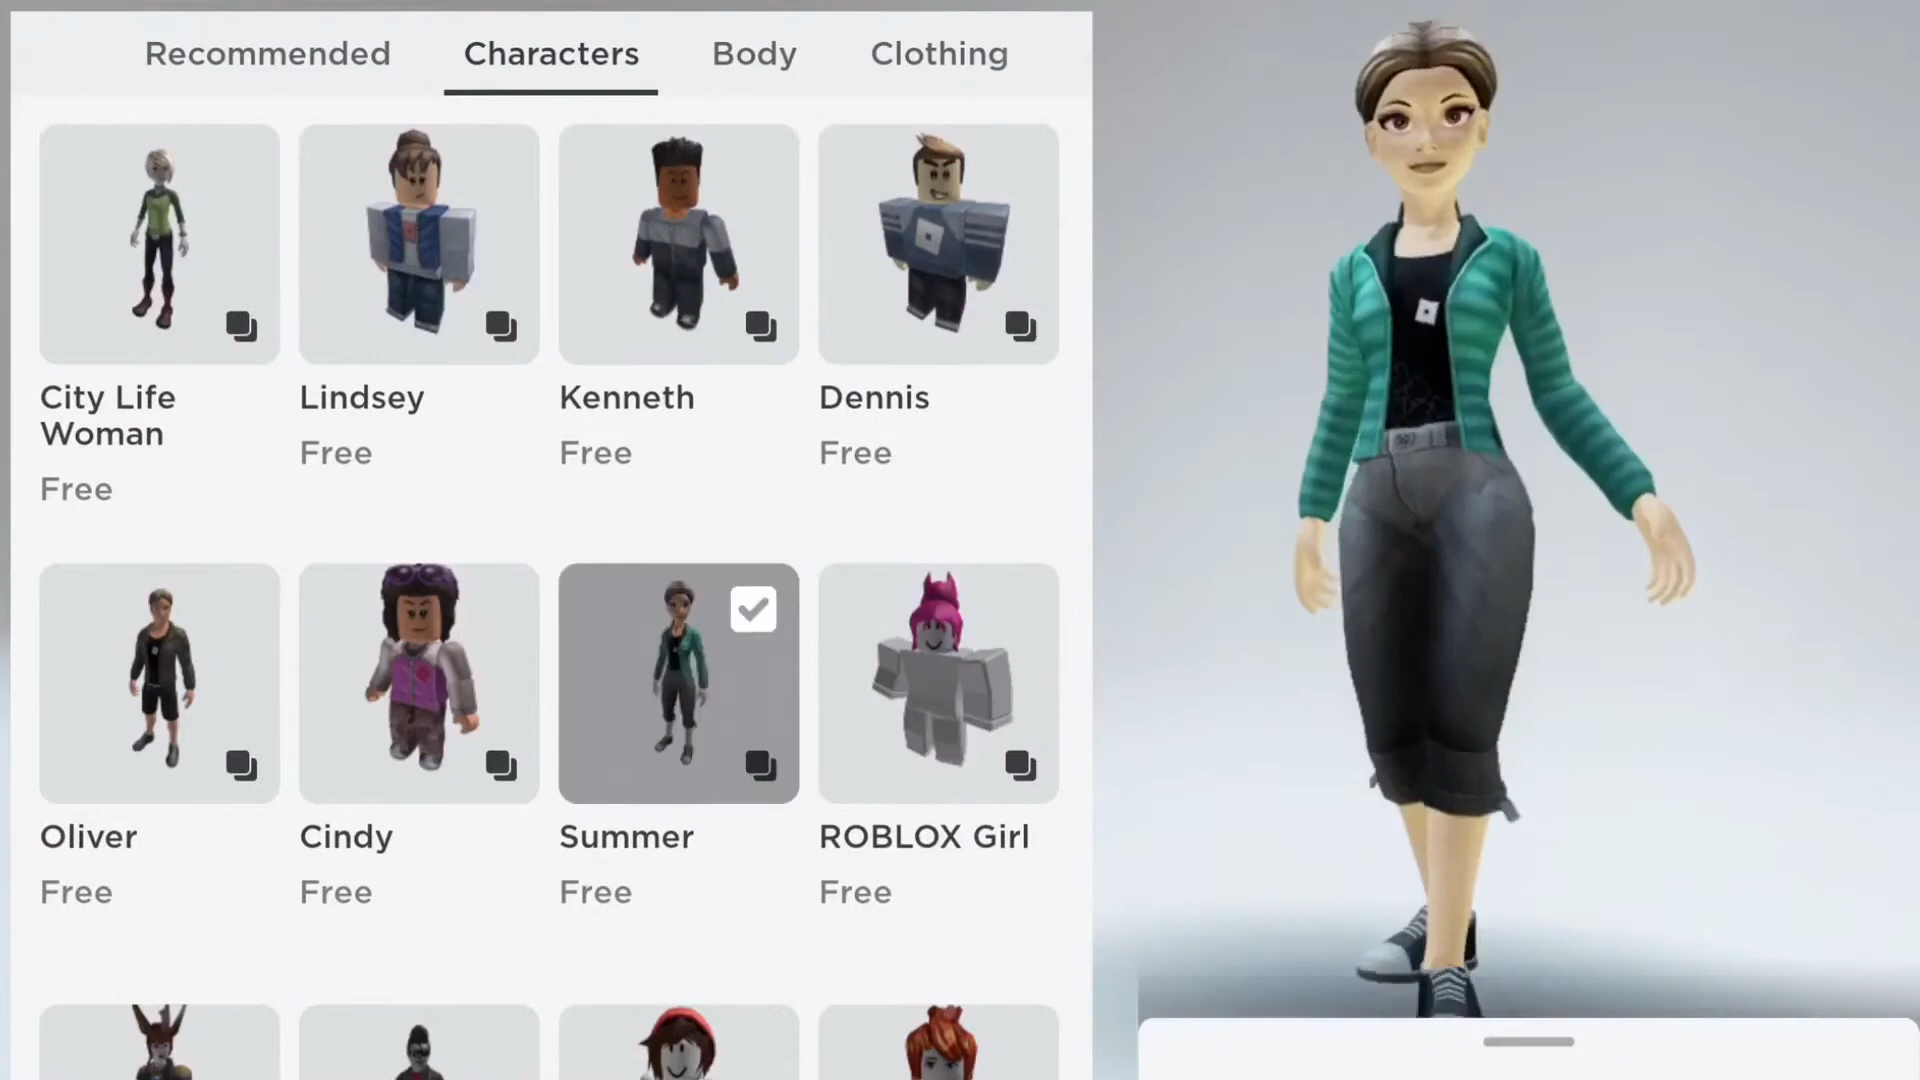 Recommended
Characters
Body
Clothing
City Life
Woman
Free
Lindsey
Free
Kenneth
Free
Dennis
Free
Oliver
Free
Cindy
Free
Summer
Free
ROBLOX Girl
Free